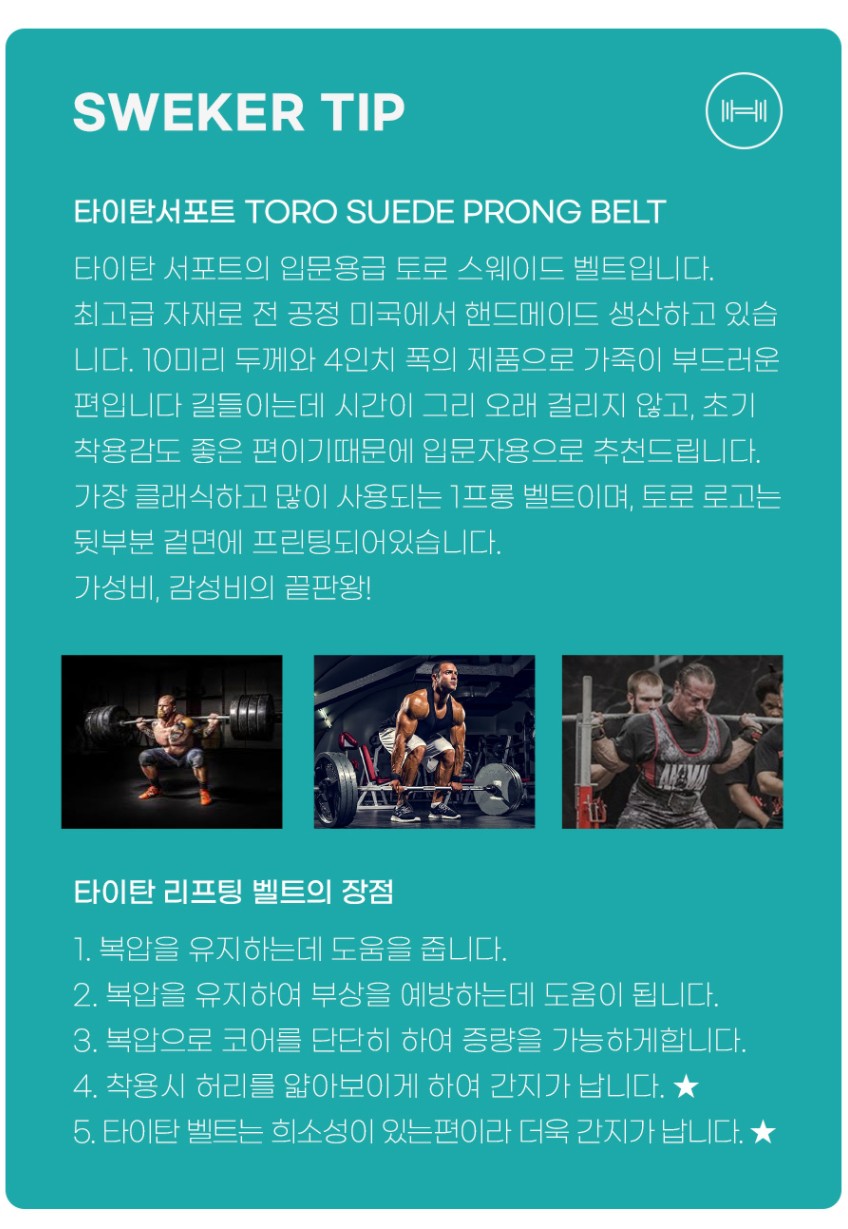 SWEKER TIP
타이탄서포트 TORO SUEDE PRONG BELT
타이탄 서포트의 입문용급 토로 스웨이드 벨트입니다.
최고급 자재로 전 공정 미국에서 핸드메이드 생산하고 있습
니다. 10미리 두께와 4인치 폭의 제품으로 가죽이 부드러운
편입니다 길들이는데 시간이 그리 오래 걸리지 않고, 초기
착용감도 좋은 편이기때문에 입문자용으로 추천드립니다.
가장 클래식하고 많이 사용되는 1프롱 벨트이며, 토로 로고는
뒷부분 겉면에 프린팅되어있습니다.
가성비, 감성비의 끝판왕!
ANIMAL
타이탄 리프팅 벨트의 장점
1. 복압을 유지하는데 도움을 줍니다.
2. 복압을 유지하여 부상을 예방하는데 도움이 됩니다.
3. 복압으로 코어를 단단히 하여 증량을 가능하게합니다.
4. 착용시 허리를 얇아보이게 하여 간지가 납니다. ★
5. 타이탄 벨트는 희소성이 있는편이라 더욱 간지가 납니다. ★